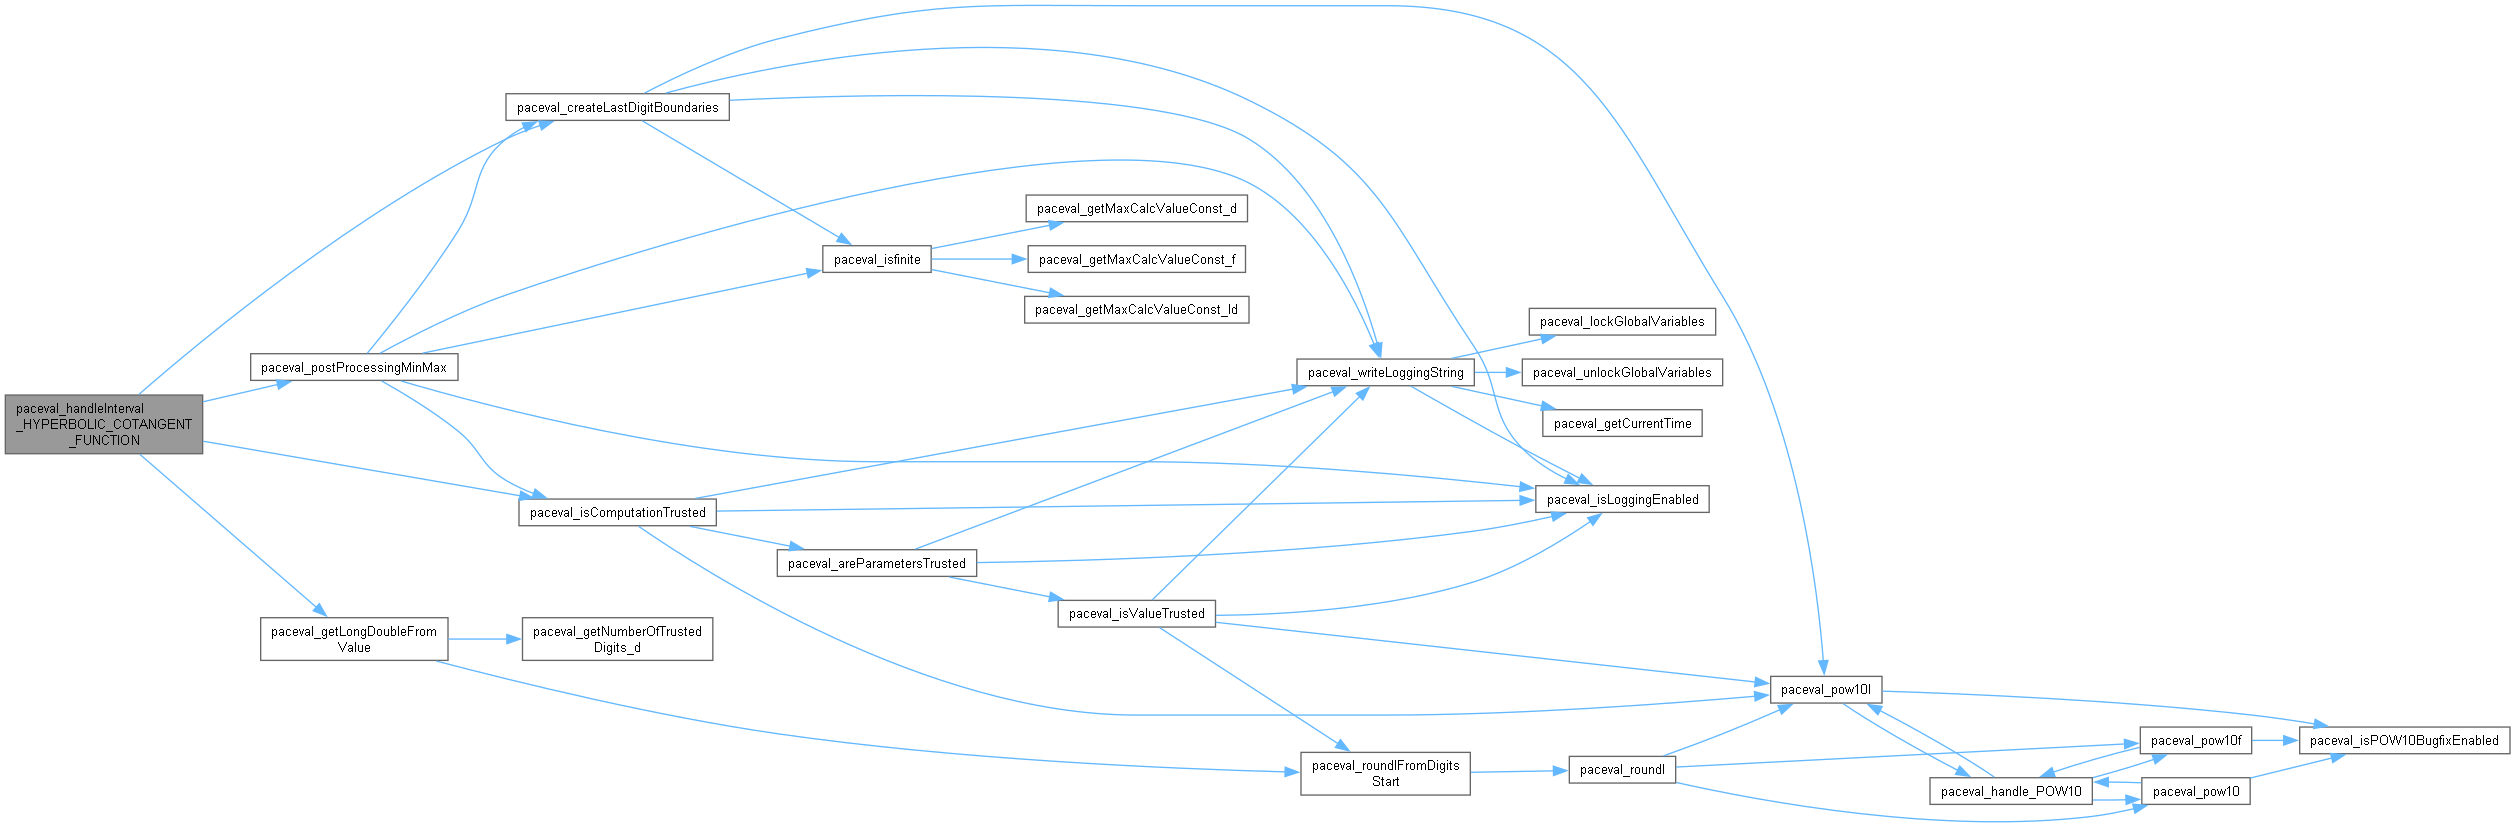 paceval_createLastDigitBoundaries
paceval_getMaxCalcValueConst_d
paceval_isfinite
paceval_getMaxCalcValueConst_f
paceval_getMaxCalcValueConst_ld
paceval_lockGlobalVariables
paceval_postProcessingMinMax
paceval_writeLoggingString
paceval_unlockGlobalVariables
paceval_handleInterval
_HYPERBOLIC_COTANGENT
_FUNCTION
paceval_getCurrentTime
paceval_isComputationTrusted
paceval_isLoggingEnabled
paceval_areParametersTrusted
paceval_isValueTrusted
paceval_getLongDoubleFrom
Value
paceval_getNumberOfTrusted
Digits_d
paceval_pow10l
paceval_pow10f
paceval_isPOW10BugfixEnabled
paceval_roundlFromDigits
Start
paceval_roundl
paceval_handle_POW10
paceval_pow10